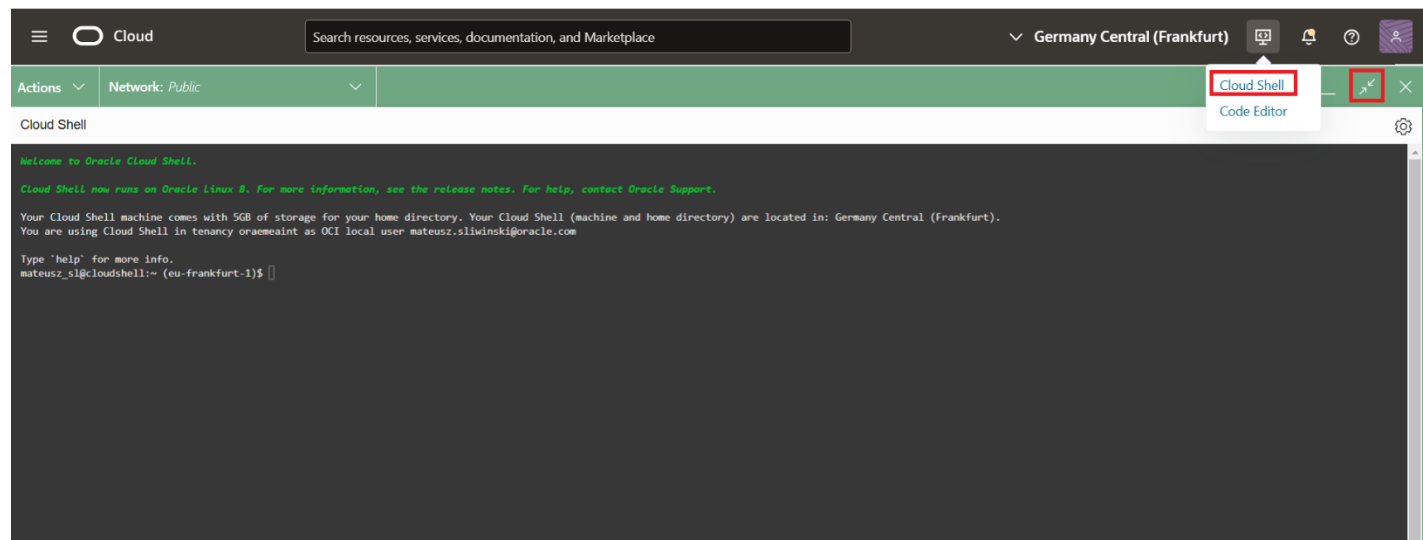 Cloud
Search resources, services, documentation, and Marketplace
Germany Central (Frankfurt)
Actions
Network: Public
Cloud Shell
Code Editor
Cloud Shell
Welcome to Oracle Cloud Shell.
Cloud Shell now runs on Oracle Linux 8. For more information, see the release notes. For help, contact Oracle Support.
Your Cloud Shell machine comes with 5GB of storage for your home directory. Your Cloud Shell (machine and home directory) are located in: Germany Central (Frankfurt).
You are using Cloud Shell in tenancy oraemeaint as OCI local user mateusz.sliwinski@oracle.com
Type `help` for more info.
mateusz_sl@cloudshell:~ (eu-frankfurt-1)$